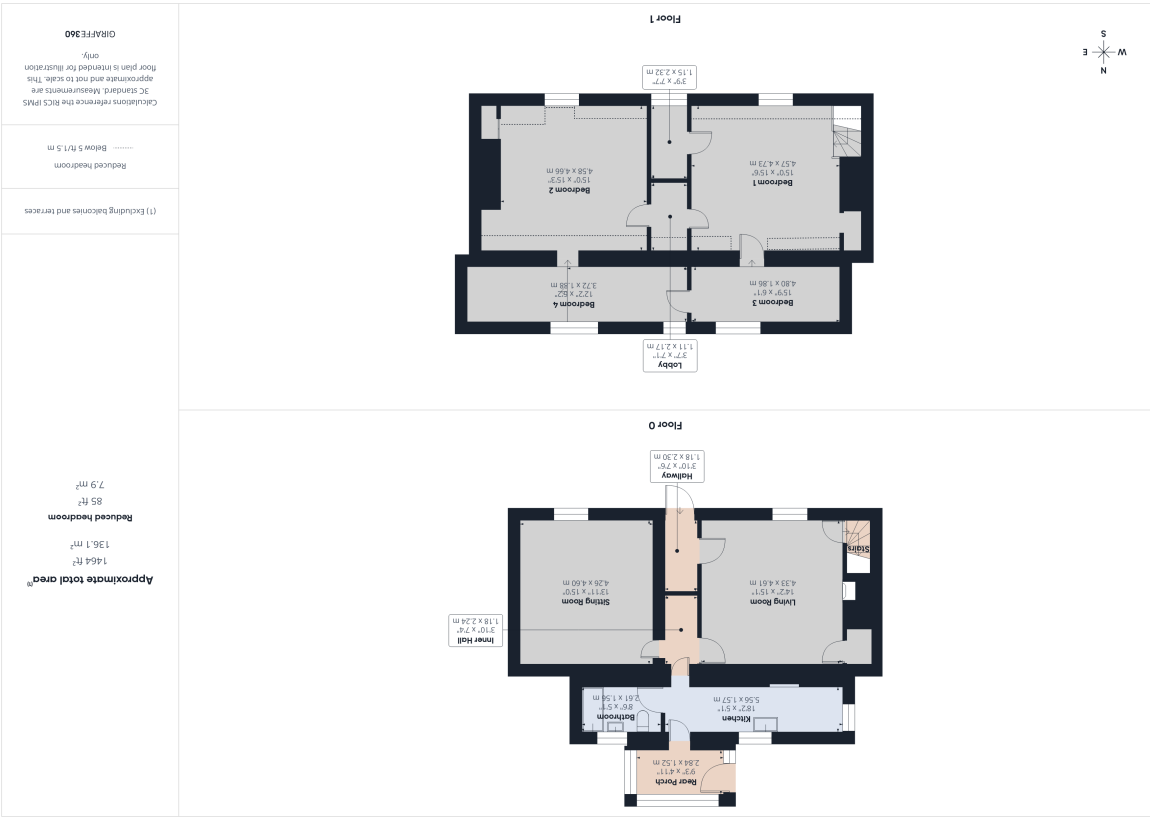 Rear Porch
9'3" x 4'11"
2.84 x 1.52 m
Kitchen
18'2" x 5'1"
5.56 x 1.57 m
Bathroom
8'6" x 5'1"
2.61 x 1.56 m
Living Room
14'2" x 15'1"
4.33 x 4.61 m
Stairs
Sitting Room
13'11" x 15'0"
4.26 x 4.60 m
Inner Hall
3'10" x 7'4"
1.18 x 2.24 m
Hallway
3'10" x 7'6"
1.18 x 2.30 m
Floor 0
Lobby
3'7" x 7'1"
1.11 x 2.17 m
Bedroom 3
15'9" x 6'1"
4.80 x 1.86 m
Bedroom 4
12'2" x 6'2"
3.72 x 1.88 m
Bedroom 1
15'0" x 15'6"
4.57 x 4.73 m
Bedroom 2
15'0" x 15'3"
4.58 x 4.66 m
3'9" x 7'7"
1.15 x 2.32 m
N
W E
S
Floor 1
Approximate total area(1)
1464 ft²
136.1 m²
Reduced headroom
85 ft²
7.9 m²
(1) Excluding balconies and terraces
Reduced headroom
Below 5 ft/1.5 m
Calculations reference the RICS IPMS
3C standard. Measurements are
approximate and not to scale. This
floor plan is intended for illustration
only.
GIRAFFE360